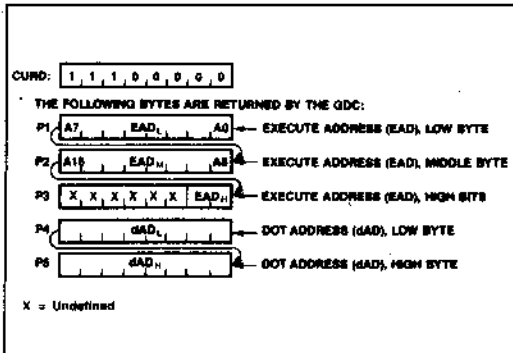 CURD: 1 1 1 0 0 0 0 0
THE FOLLOWING BYTES ARE RETURNED BY THE GDC:
P1 A7 EADL A0 EXECUTE ADDRESS (EAD), LOW BYTE
P2 A15 EADM A8 EXECUTE ADDRESS (EAD), MIDDLE BYTE
P3 X X X X X X EADH EXECUTE ADDRESS (EAD), HIGH BITS
P4 dADL DOT ADDRESS (dAD), LOW BYTE
P5 dADH DOT ADDRESS (dAD), HIGH BYTE
X = Undefined